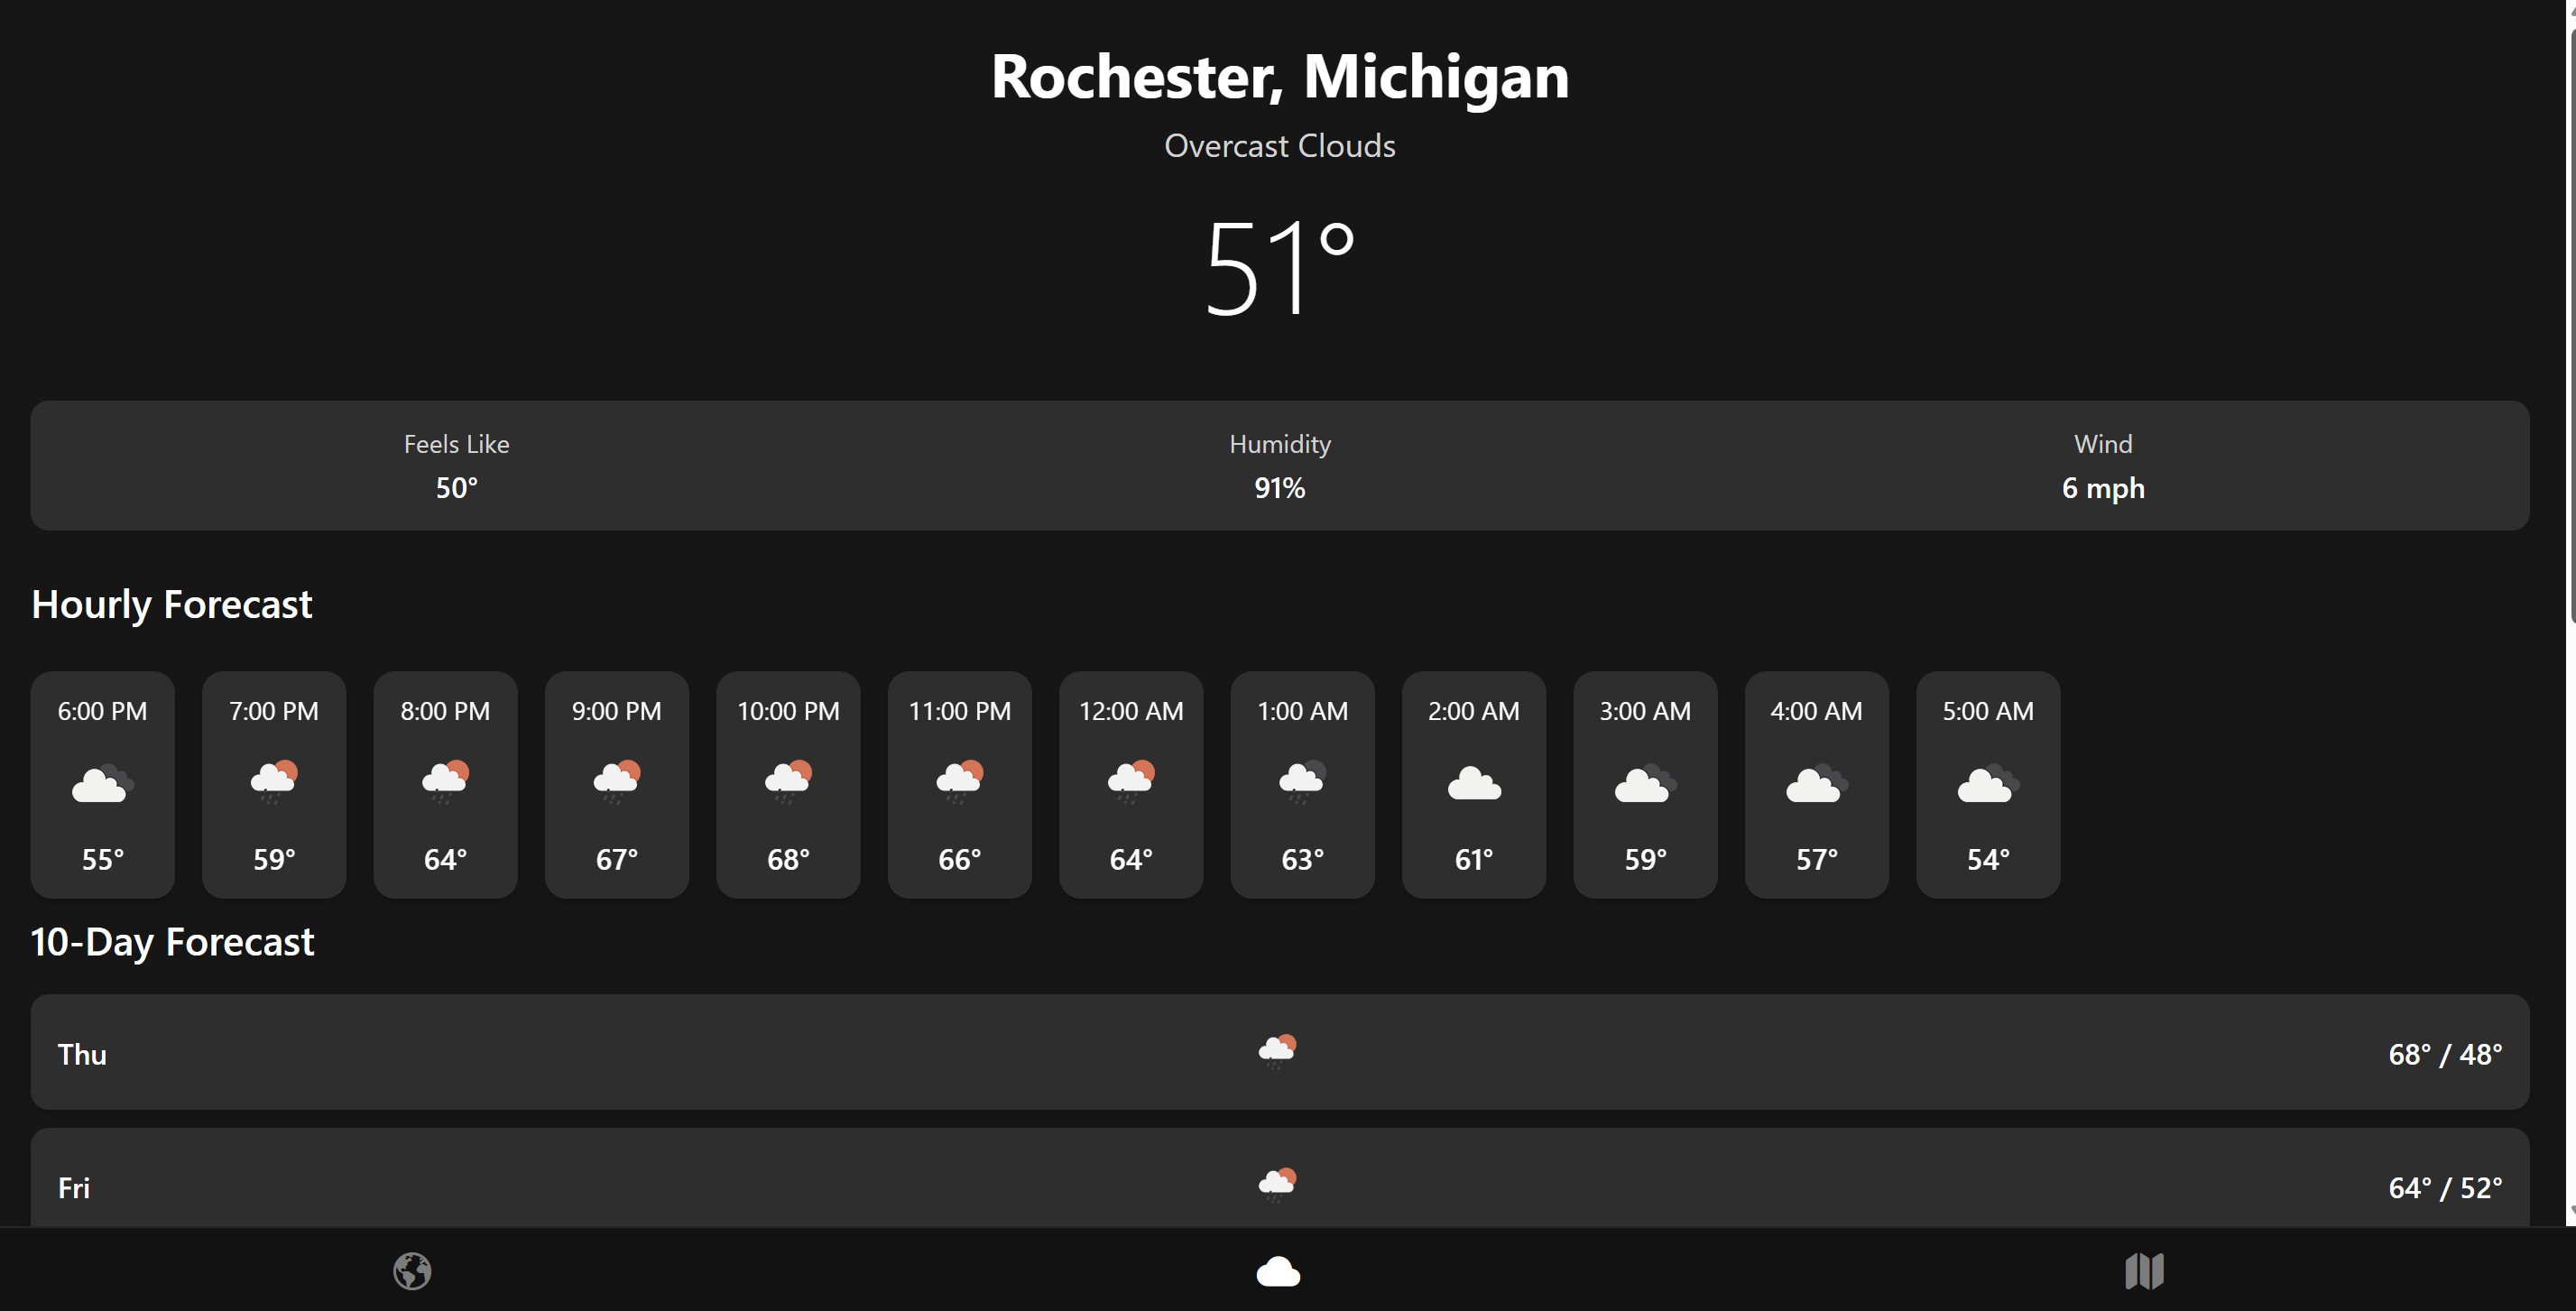 Rochester, Michigan
Overcast Clouds
51°
Feels Like Humidity Wind
50° 91% 6 mph
Hourly Forecast
6:00 PM 7:00 PM 8:00 PM 9:00 PM 10:00 PM 11:00 PM 12:00 AM 1:00 AM 2:00 AM 3:00 AM 4:00 AM 5:00 AM
55° 59° 64° 67° 68° 66° 64° 63° 61° 59° 57° 54°
10-Day Forecast
Thu 68° / 48°
Fri 64° / 52°